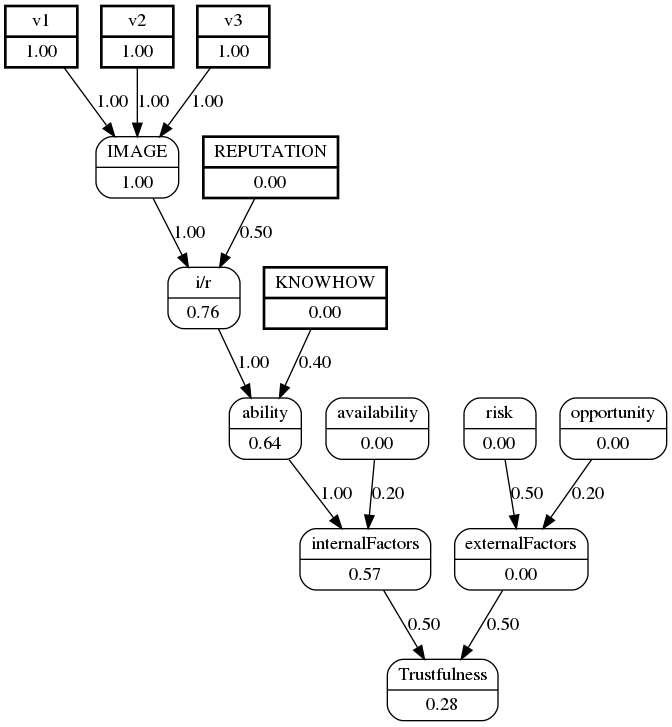 v1 v2 v3
1.00 1.00 1.00
1.00 1.00 1.00
IMAGE REPUTATION
1.00 0.00
1.00 0.50
i/r KNOWHOW
0.76 0.00
1.00 0.40
ability availability risk opportunity
0.64 0.00 0.00 0.00
1.00 0.20 0.50 0.20
internalFactors externalFactors
0.57 0.00
0.50 0.50
Trustfulness
0.28